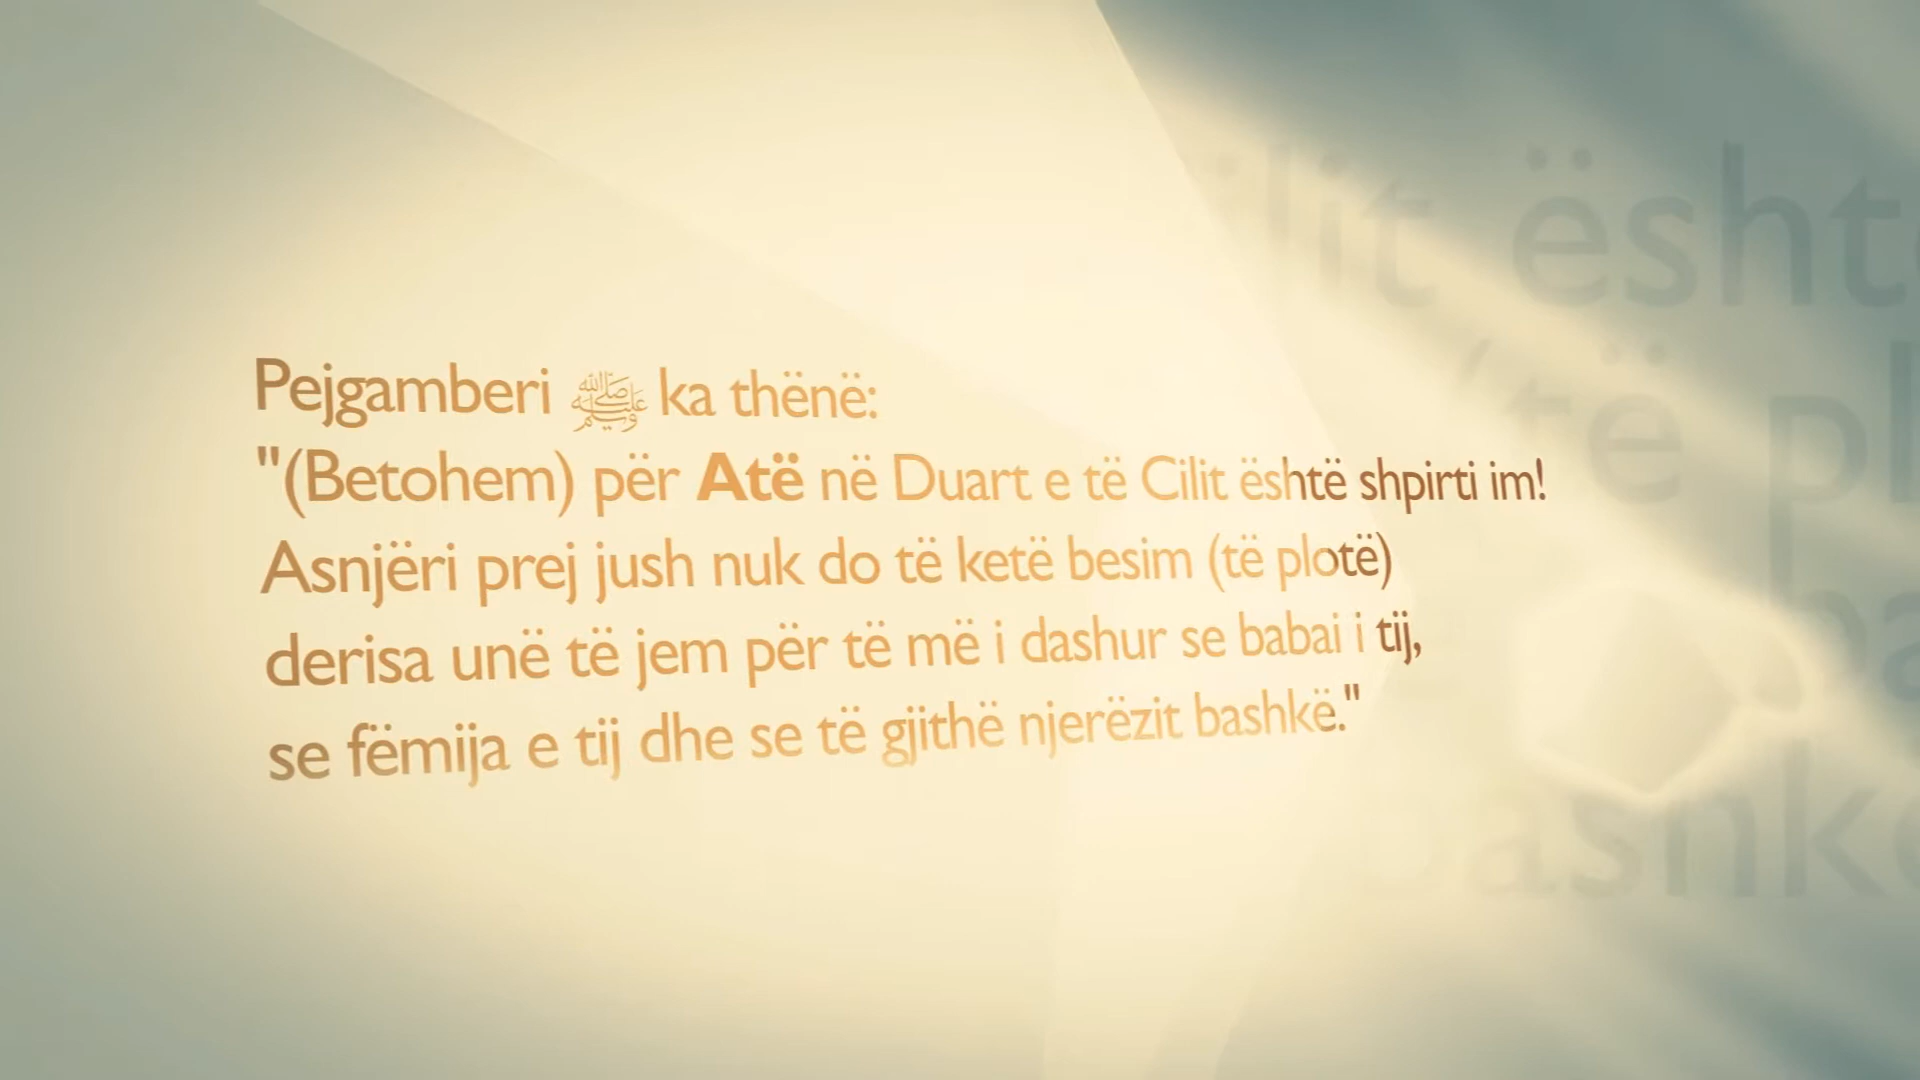 Pejgamberi ﷺ ka thënë:
"(Betohem) për Atë në Duart e të Cilit është shpirti im!
Asnjëri prej jush nuk do të ketë besim (të plotë)
derisa unë të jem për të më i dashur se babai i tij,
se fëmija e tij dhe se të gjithë njerëzit bashkë."